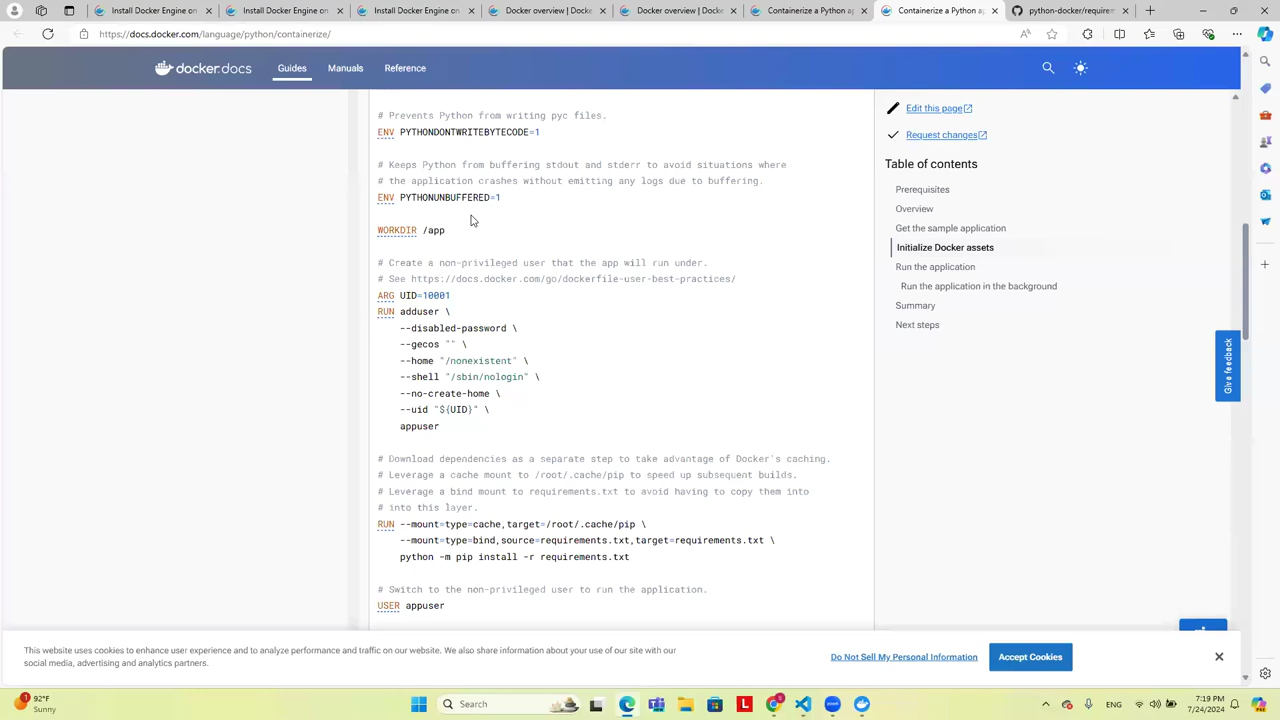 Install Docker Engine on
Install Docker Engine on
Install Docker Engine on
Docker overview | Docker
Docker overview | Docker
Containerize a Python ap
Containerize a Python ap
python-docker/requirem
https://docs.docker.com/language/python/containerize/
docker.docs
Guides
Manuals
Reference
# Prevents Python from writing pyc files.
ENV PYTHONDONTWRITEBYTECODE=1
# Keeps Python from buffering stdout and stderr to avoid situations where
# the application crashes without emitting any logs due to buffering.
ENV PYTHONUNBUFFERED=1
WORKDIR /app
# Create a non-privileged user that the app will run under.
# See https://docs.docker.com/go/dockerfile-user-best-practices/
ARG UID=10001
RUN adduser \
--disabled-password \
--gecos "" \
--home "/nonexistent" \
--shell "/sbin/nologin" \
--no-create-home \
--uid "${UID}" \
appuser
# Download dependencies as a separate step to take advantage of Docker's caching.
# Leverage a cache mount to /root/.cache/pip to speed up subsequent builds.
# Leverage a bind mount to requirements.txt to avoid having to copy them into
# into this layer.
RUN --mount=type=cache,target=/root/.cache/pip \
--mount=type=bind,source=requirements.txt,target=requirements.txt \
python -m pip install -r requirements.txt
# Switch to the non-privileged user to run the application.
USER appuser
Edit this page
Request changes
Table of contents
Prerequisites
Overview
Get the sample application
Initialize Docker assets
Run the application
Run the application in the background
Summary
Next steps
Give feedback
This website uses cookies to enhance user experience and to analyze performance and traffic on our website. We also share information about your use of our site with our
social media, advertising and analytics partners.
Do Not Sell My Personal Information
Accept Cookies
1
92°F
Sunny
Search
L
zoom
ENG
7:19 PM
7/24/2024